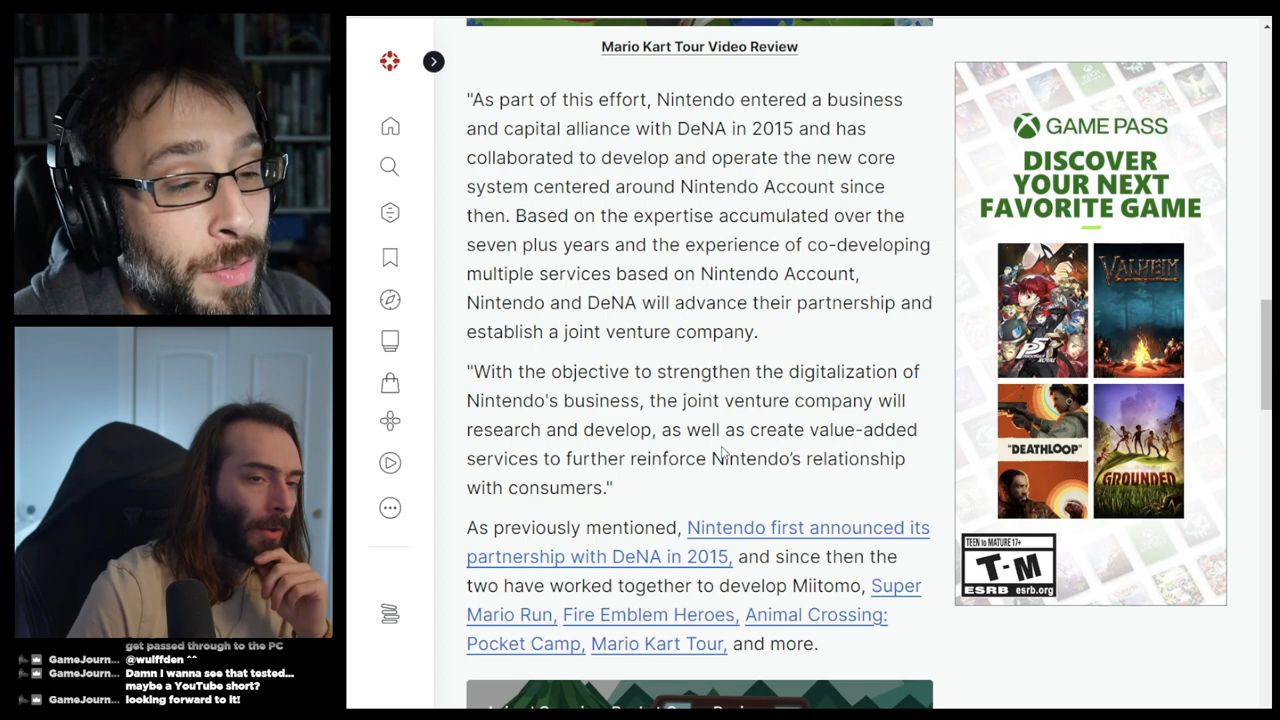 Mario Kart Tour Video Review
"As part of this effort, Nintendo entered a business
and capital alliance with DeNA in 2015 and has
collaborated to develop and operate the new core
system centered around Nintendo Account since
then. Based on the expertise accumulated over the
seven plus years and the experience of co-developing
multiple services based on Nintendo Account,
Nintendo and DeNA will advance their partnership and
establish a joint venture company.
"With the objective to strengthen the digitalization of
Nintendo's business, the joint venture company will
research and develop, as well as create value-added
services to further reinforce Nintendo’s relationship
with consumers."
As previously mentioned, Nintendo first announced its
partnership with DeNA in 2015, and since then the
two have worked together to develop Miitomo, Super
Mario Run, Fire Emblem Heroes, Animal Crossing:
Pocket Camp, Mario Kart Tour, and more.
XBOX
GAME PASS
DISCOVER
YOUR NEXT
FAVORITE GAME
P5
VALHEIM
"DEATHLOOP"
GROUNDED
TEEN to MATURE 17+
T-M
ESRB esrb.org
get passed through to the PC
GameJourn... @wulffden ^^
GameJourn... Damn I wanna see that tested...
maybe a YouTube short?
GameJourn... looking forward to it!